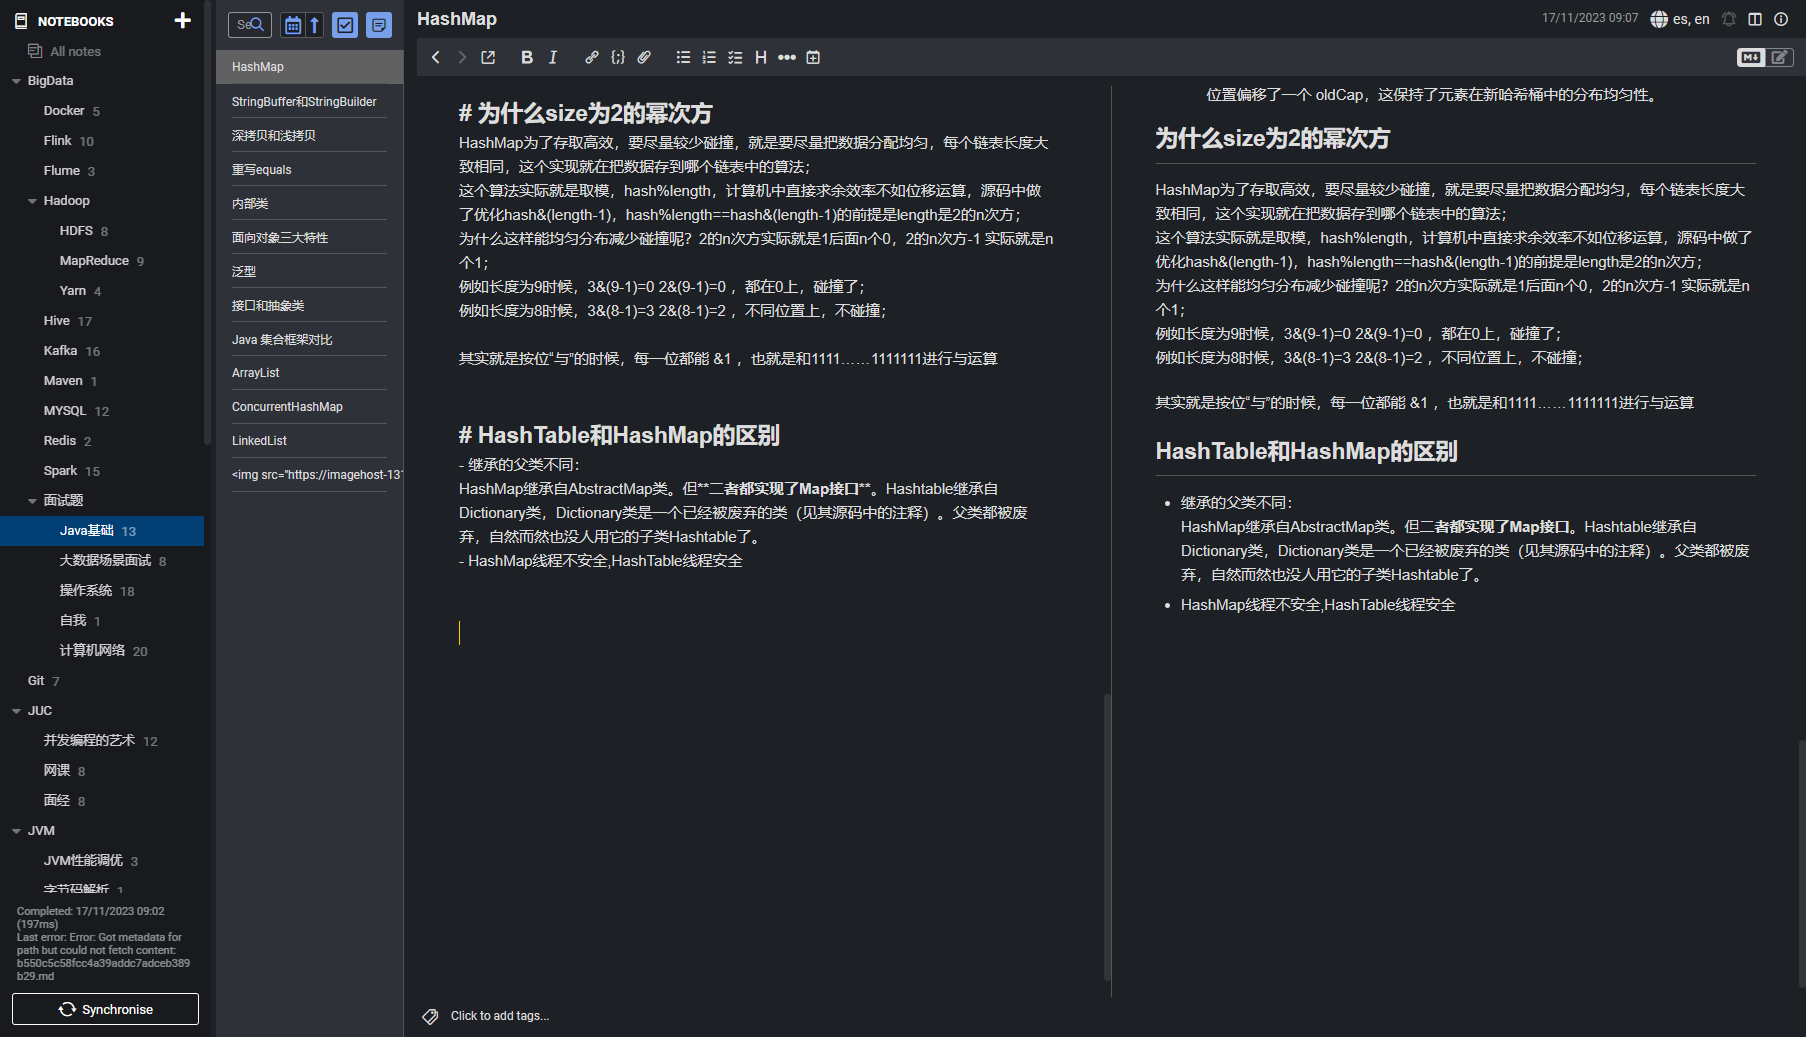 NOTEBOOKS
All notes
BigData
Docker 5
Flink 10
Flume 3
Hadoop
HDFS 8
MapReduce 9
Yarn 4
Hive 17
Kafka 16
Maven 1
MYSQL 12
Redis 2
Spark 15
面试题
Java基础 13
大数据场景面试 8
操作系统 18
自我 1
计算机网络 20
Git 7
JUC
并发编程的艺术 12
网课 8
面经 8
JVM
JVM性能调优 3
字节码解析 1
Completed: 17/11/2023 09:02
(197ms)
Last error: Error: Got metadata for
path but could not fetch content:
b550c5c58fcc4a39addc7adceb389
b29.md
Synchronise
Se
HashMap
StringBuffer和StringBuilder
深拷贝和浅拷贝
重写equals
内部类
面向对象三大特性
泛型
接口和抽象类
Java 集合框架对比
ArrayList
ConcurrentHashMap
LinkedList
<img src="https://imagehost-131
HashMap
17/11/2023 09:07
es, en
# 为什么size为2的幂次方
HashMap为了存取高效，要尽量较少碰撞，就是要尽量把数据分配均匀，每个链表长度大
致相同，这个实现就在把数据存到哪个链表中的算法；
这个算法实际就是取模，hash%length，计算机中直接求余效率不如位移运算，源码中做
了优化hash&(length-1)，hash%length==hash&(length-1)的前提是length是2的n次方；
为什么这样能均匀分布减少碰撞呢？2的n次方实际就是1后面n个0，2的n次方-1 实际就是n
个1；
例如长度为9时候，3&(9-1)=0 2&(9-1)=0 ，都在0上，碰撞了；
例如长度为8时候，3&(8-1)=3 2&(8-1)=2 ，不同位置上，不碰撞；
其实就是按位“与”的时候，每一位都能 &1 ，也就是和1111……1111111进行与运算
# HashTable和HashMap的区别
- 继承的父类不同：
HashMap继承自AbstractMap类。但**二者都实现了Map接口**。Hashtable继承自
Dictionary类，Dictionary类是一个已经被废弃的类（见其源码中的注释）。父类都被废
弃，自然而然也没人用它的子类Hashtable了。
- HashMap线程不安全,HashTable线程安全
位置偏移了一个 oldCap，这保持了元素在新哈希桶中的分布均匀性。
为什么size为2的幂次方
HashMap为了存取高效，要尽量较少碰撞，就是要尽量把数据分配均匀，每个链表长度大
致相同，这个实现就在把数据存到哪个链表中的算法；
这个算法实际就是取模，hash%length，计算机中直接求余效率不如位移运算，源码中做了
优化hash&(length-1)，hash%length==hash&(length-1)的前提是length是2的n次方；
为什么这样能均匀分布减少碰撞呢？2的n次方实际就是1后面n个0，2的n次方-1 实际就是n
个1；
例如长度为9时候，3&(9-1)=0 2&(9-1)=0 ，都在0上，碰撞了；
例如长度为8时候，3&(8-1)=3 2&(8-1)=2 ，不同位置上，不碰撞；
其实就是按位“与”的时候，每一位都能 &1 ，也就是和1111……1111111进行与运算
HashTable和HashMap的区别
继承的父类不同：
HashMap继承自AbstractMap类。但二者都实现了Map接口。Hashtable继承自
Dictionary类，Dictionary类是一个已经被废弃的类（见其源码中的注释）。父类都被废
弃，自然而然也没人用它的子类Hashtable了。
HashMap线程不安全,HashTable线程安全
Click to add tags...